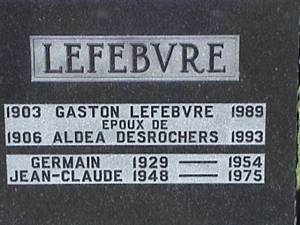 LEFEBVRE
1903 GASTON LEFEBVRE 1989
EPOUX DE
1906 ALDEA DESROCHERS 1993
GERMAIN 1929 — 1954
JEAN-CLAUDE 1948 — 1975